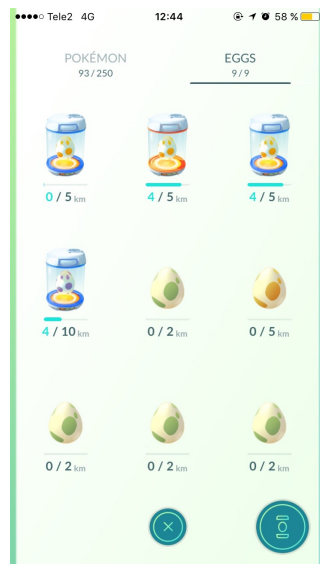 Tele2 4G 12:44 58 %
POKÉMON EGGS
93 / 250 9 / 9
0 / 5 km 4 / 5 km 4 / 5 km
4 / 10 km 0 / 2 km 0 / 5 km
0 / 2 km 0 / 2 km 0 / 2 km